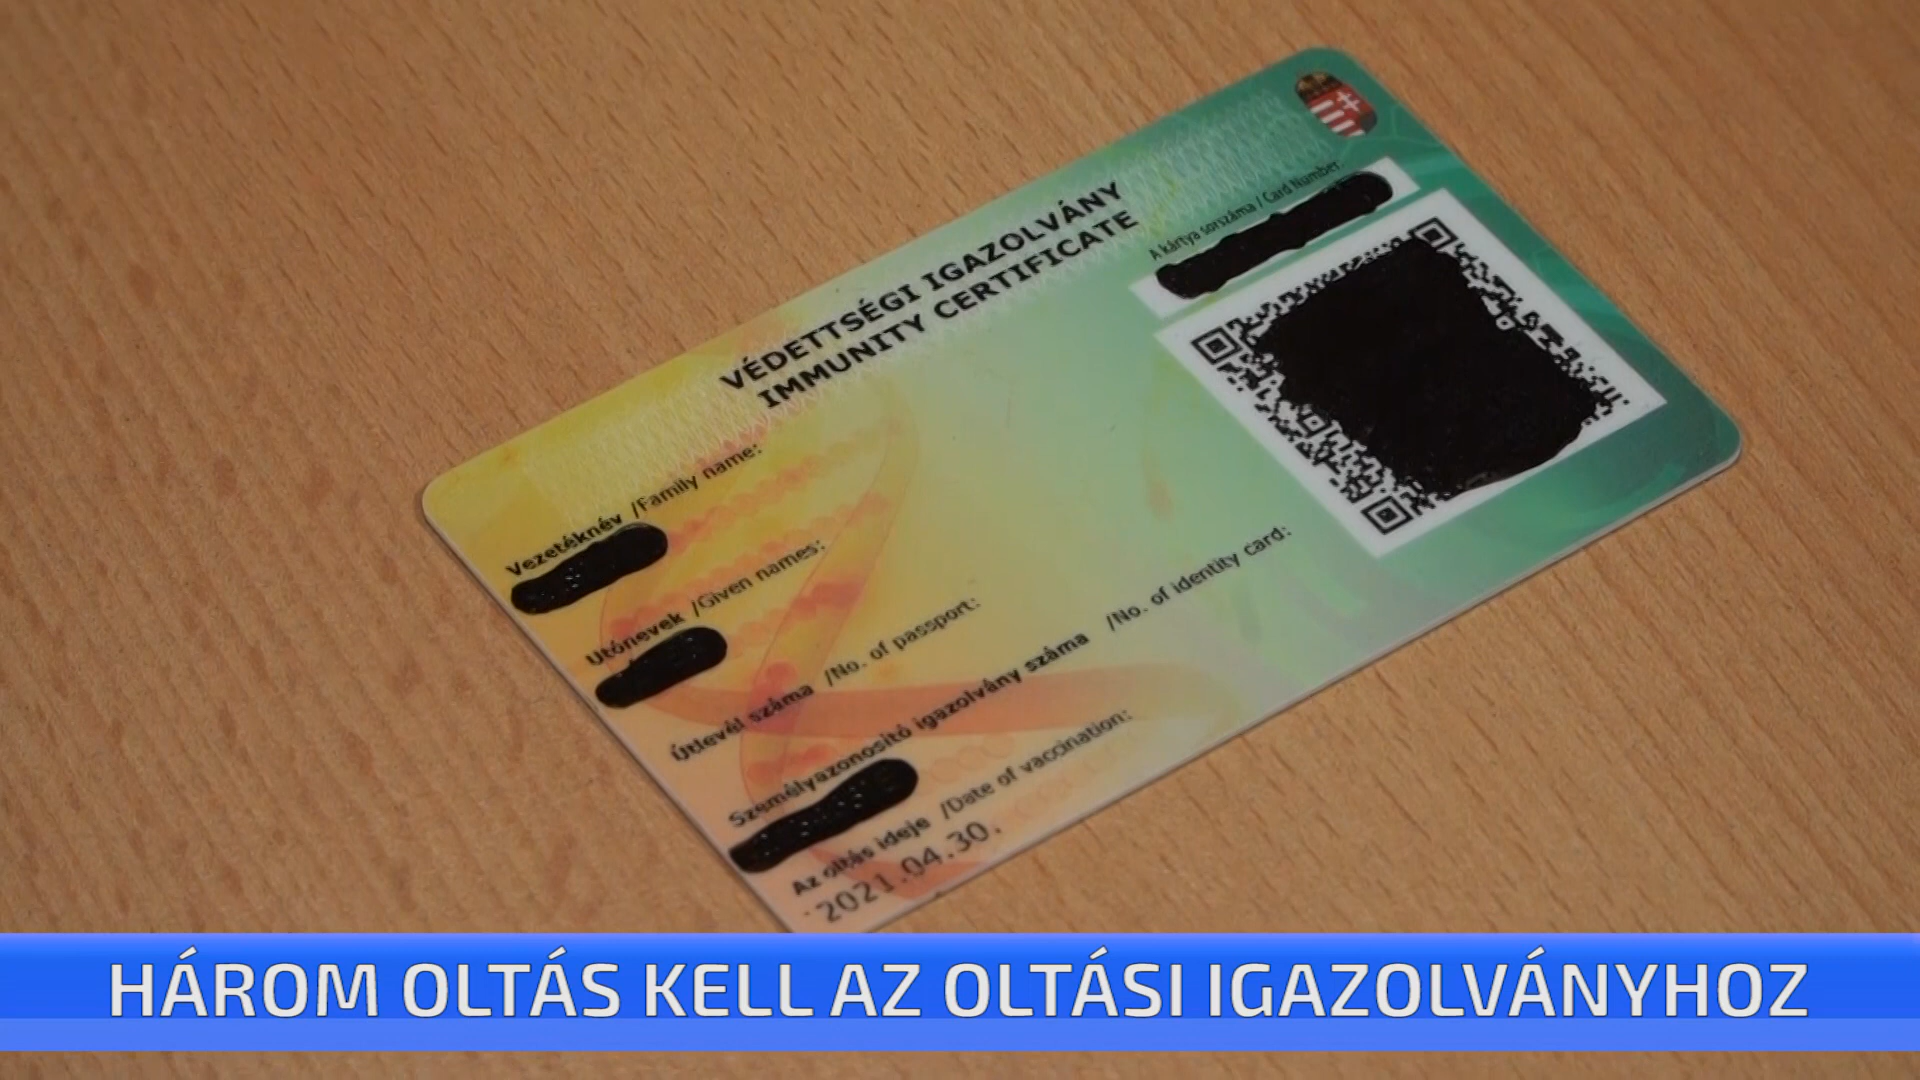 VÉDETTSÉGI IGAZOLVÁNY
IMMUNITY CERTIFICATE
A kártya sorszáma / Card Number
Vezetéknév /Family name:
Utónevek /Given names:
Útlevél száma /No. of passport:
Személyazonosító igazolvány száma /No. of identity card:
Az oltás ideje /Date of vaccination:
2021.04.30.
HÁROM OLTÁS KELL AZ OLTÁSI IGAZOLVÁNYHOZ